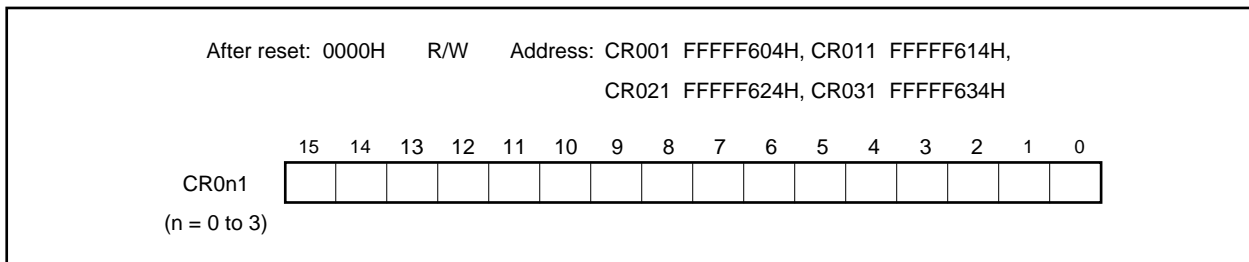 After reset: 0000H R/W Address: CR001 FFFFF604H, CR011 FFFFF614H,
CR021 FFFFF624H, CR031 FFFFF634H
15 14 13 12 11 10 9 8 7 6 5 4 3 2 1 0
CR0n1
(n = 0 to 3)